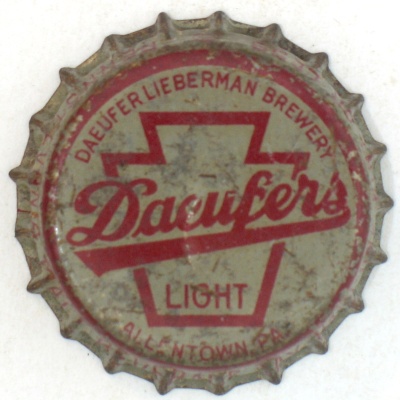 DAEUFER LIEBERMAN BREWERY
Daeufer's
LIGHT
ALLENTOWN, PA.